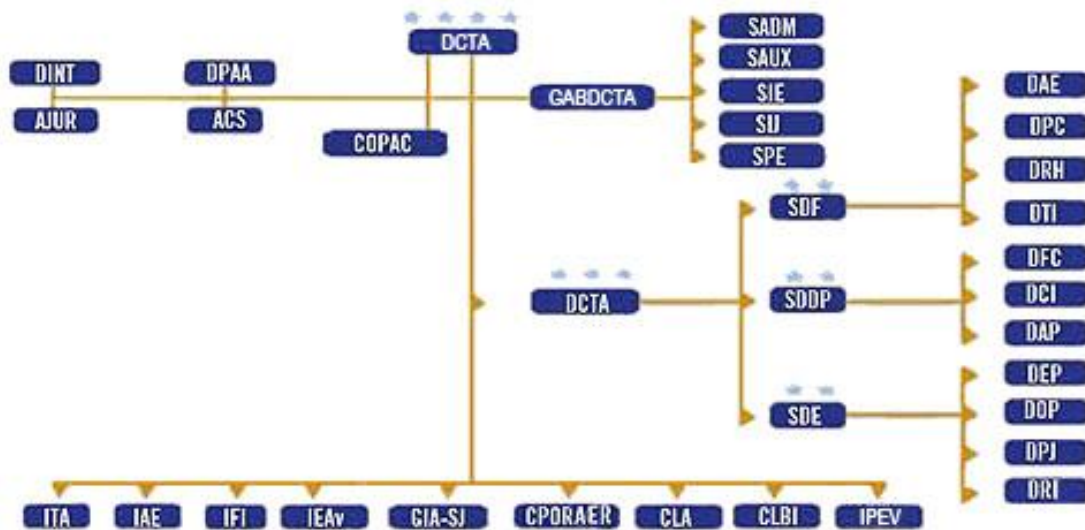 DCTA
SADM
SAUX
SIE
SIJ
SPE
GABDCTA
DINT
DPAA
AJUR
ACS
COPAC
DAE
DPC
DRH
DTI
SDF
DFC
DCI
DAP
DCTA
SDDP
DEP
DOP
DPJ
DRI
SDE
ITA
IAE
IFI
IEAv
GIA-SJ
CPORAER
CLA
CLBI
IPEV